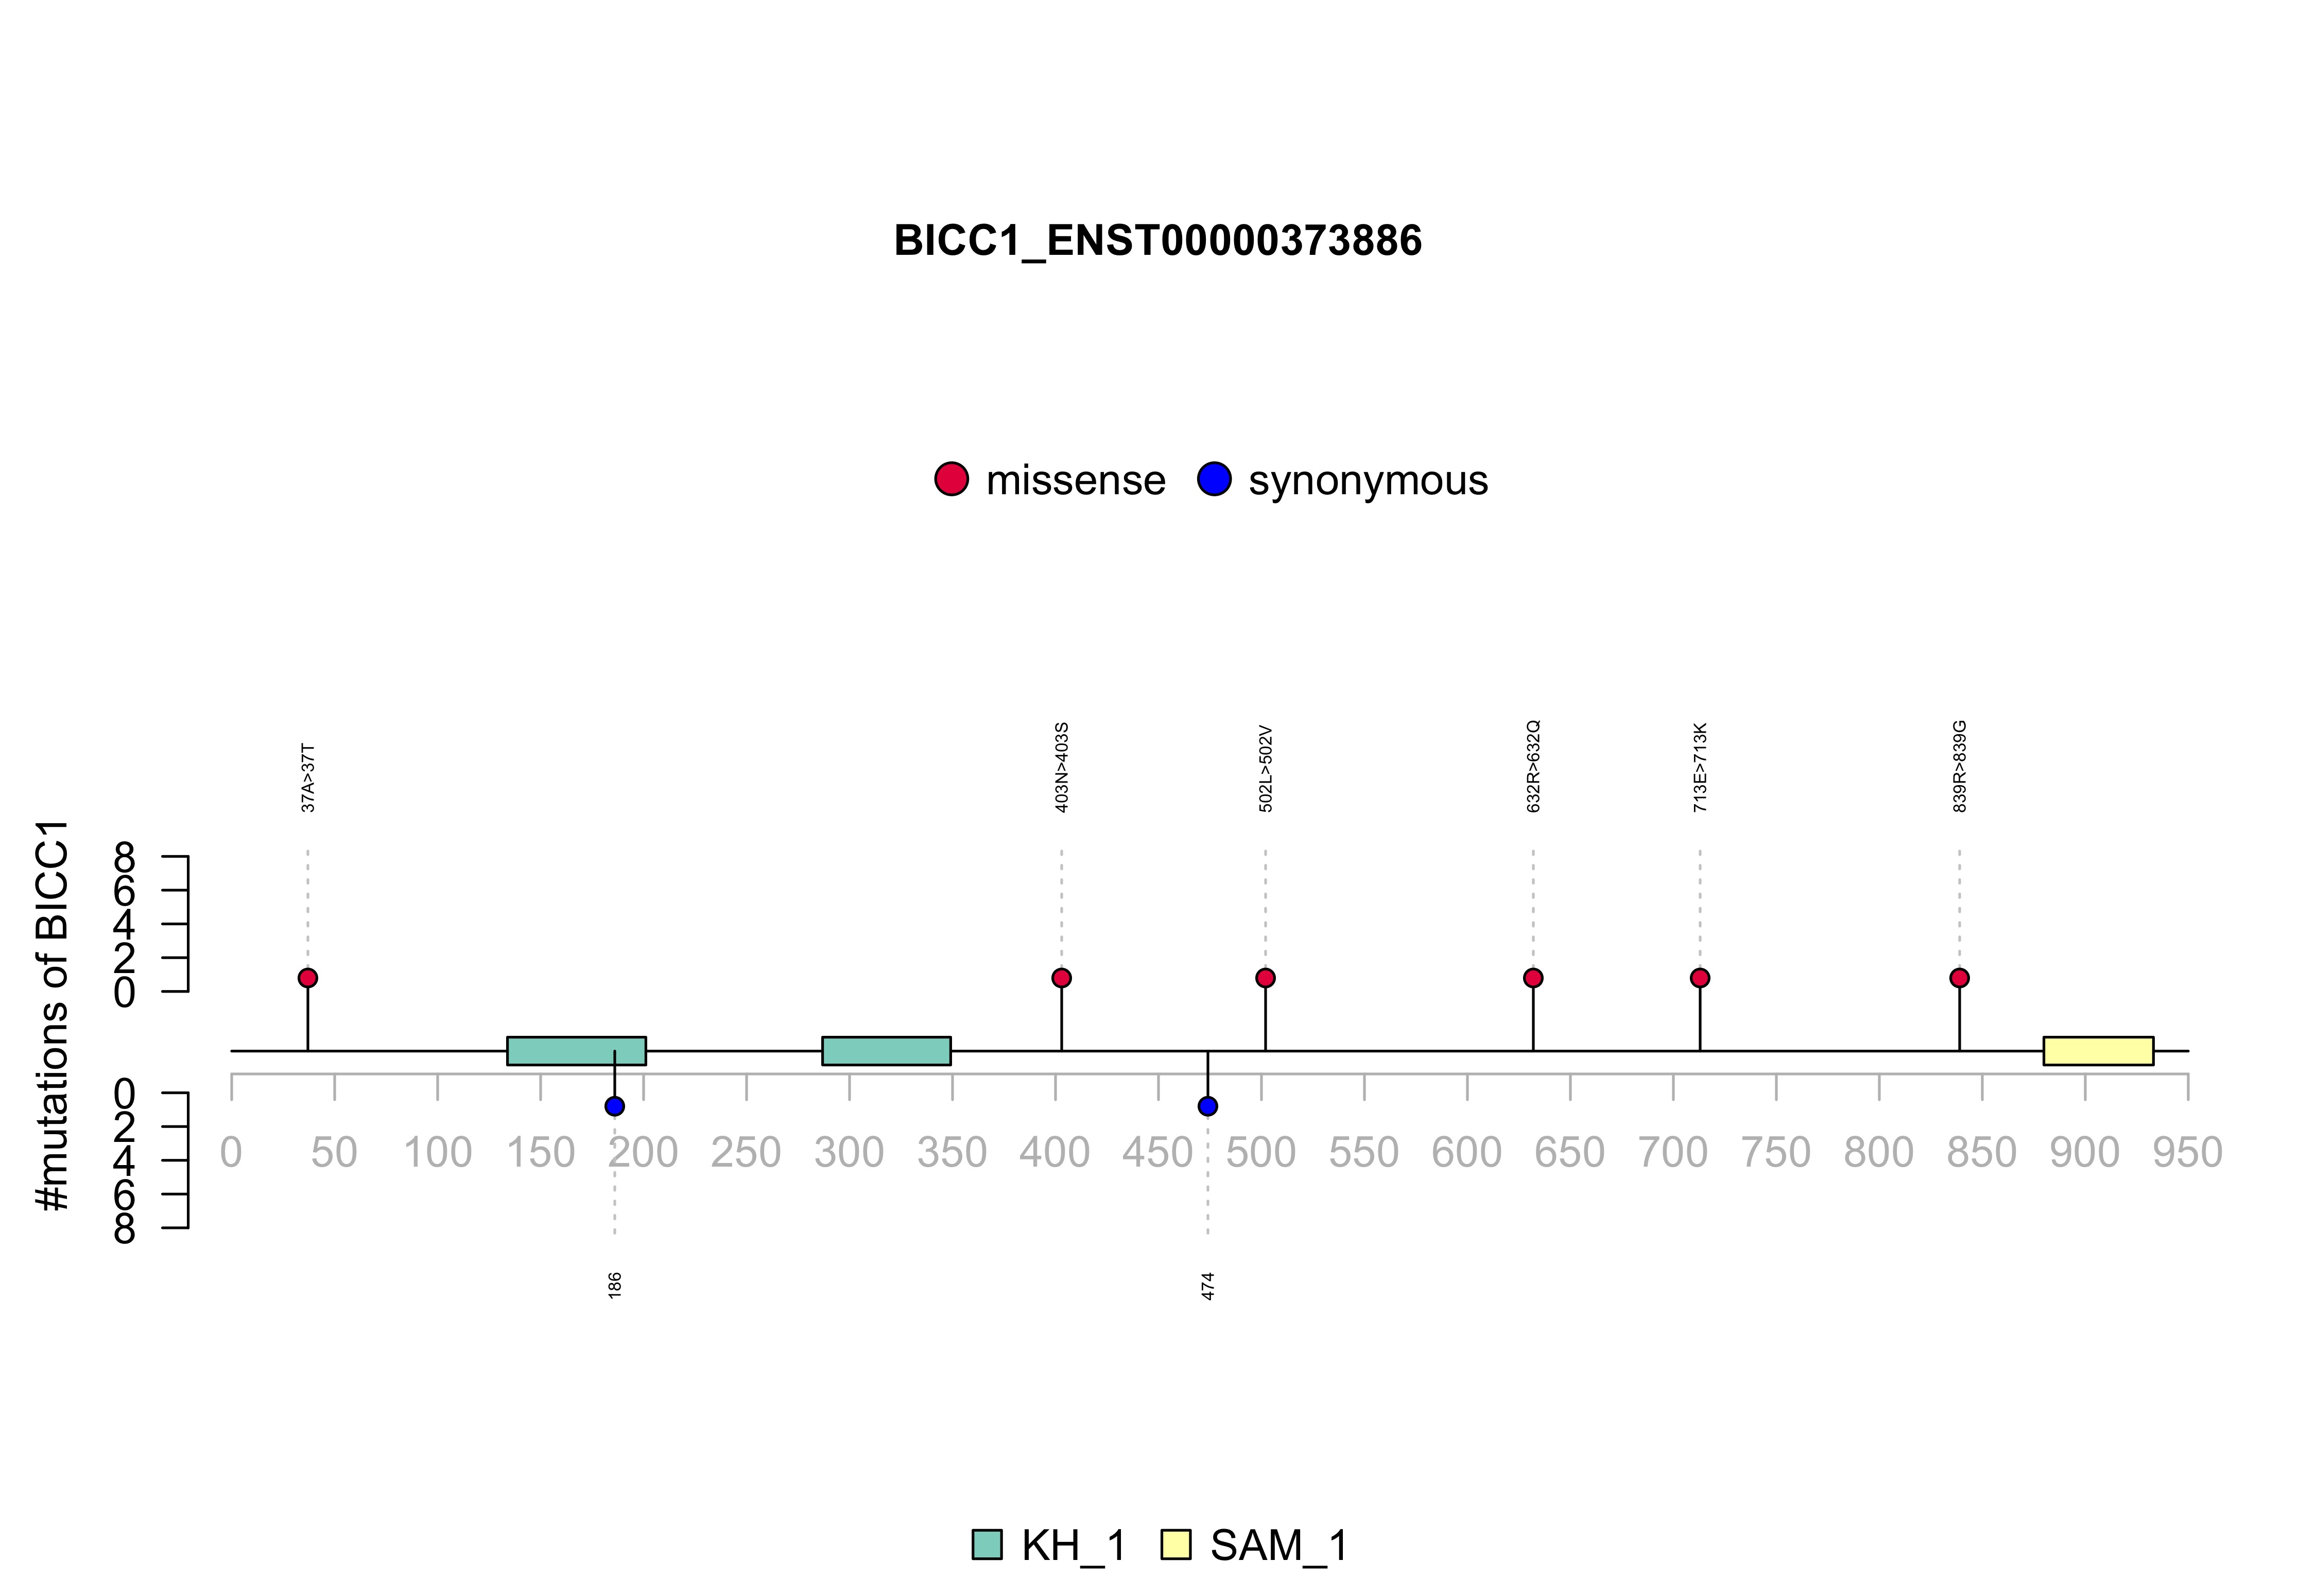 BICC1_ENST00000373886
missense synonymous
37A>37T 403N>403S 502L>502V 632R>632Q 713E>713K 839R>839G
#mutations of BICC1
8
6
4
2
0
0
2
4
6
8
0 50 100 150 200 250 300 350 400 450 500 550 600 650 700 750 800 850 900 950
186 474
KH_1 SAM_1